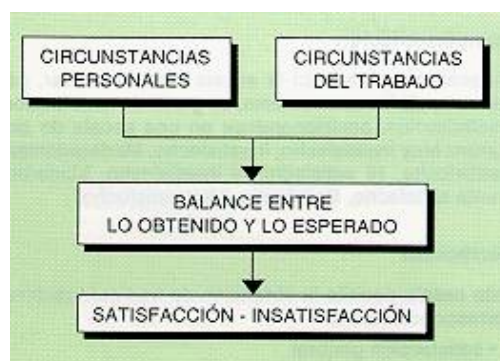 CIRCUNSTANCIAS
PERSONALES
CIRCUNSTANCIAS
DEL TRABAJO
BALANCE ENTRE
LO OBTENIDO Y LO ESPERADO
SATISFACCIÓN - INSATISFACCIÓN